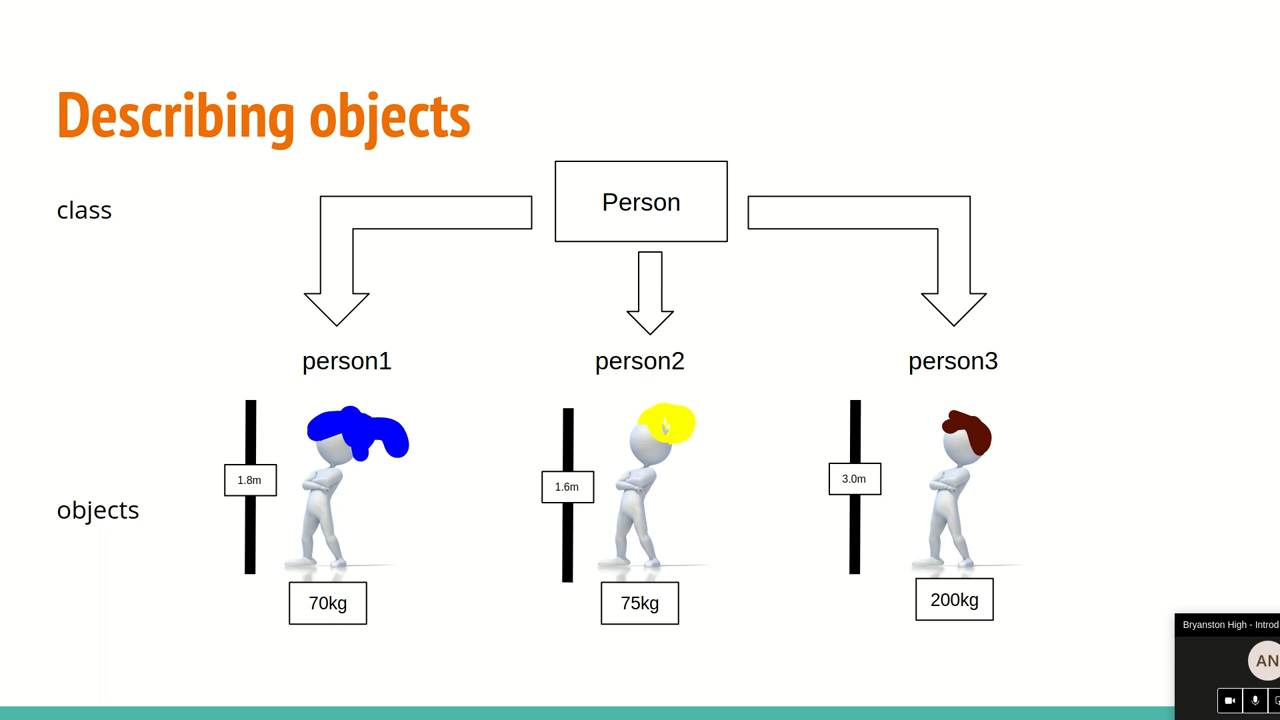 Describing objects
class
Person
person1
person2
person3
objects
1.8m
1.6m
3.0m
70kg
75kg
200kg
Bryanston High - Introd
AN